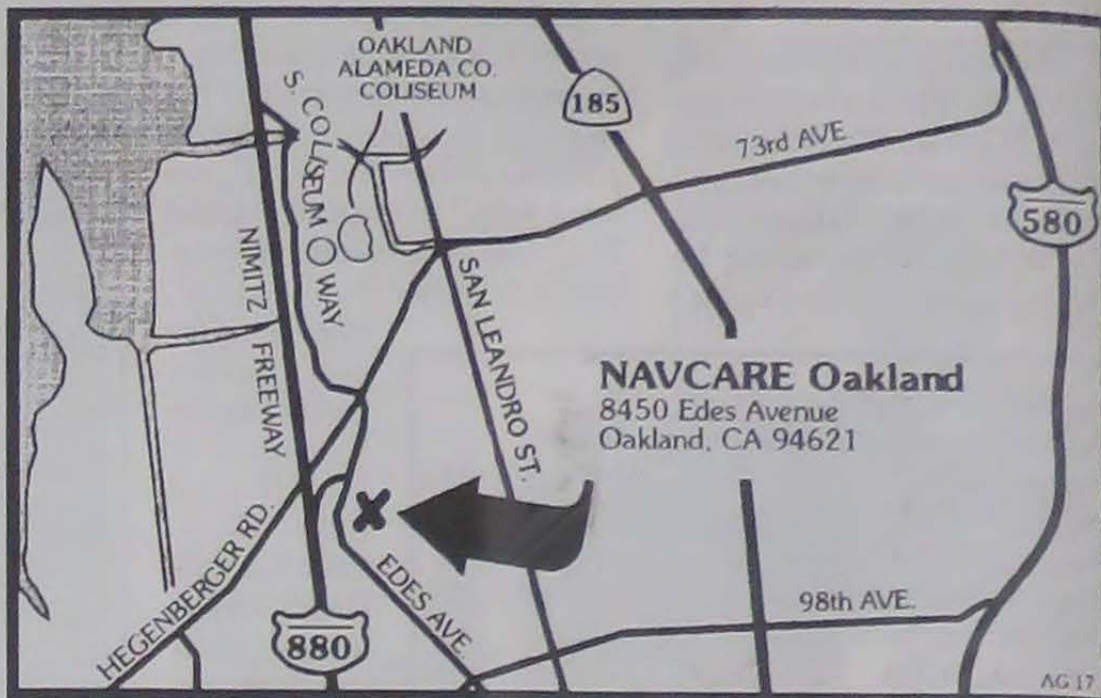 OAKLAND
ALAMEDA CO.
COLISEUM
S. COLISEUM WAY
185
73rd AVE
580
NIMITZ FREEWAY
SAN LEANDRO ST.
NAVCARE Oakland
8450 Edes Avenue
Oakland, CA 94621
HEGENBERGER RD.
EDES AVE.
98th AVE.
880
AG 17